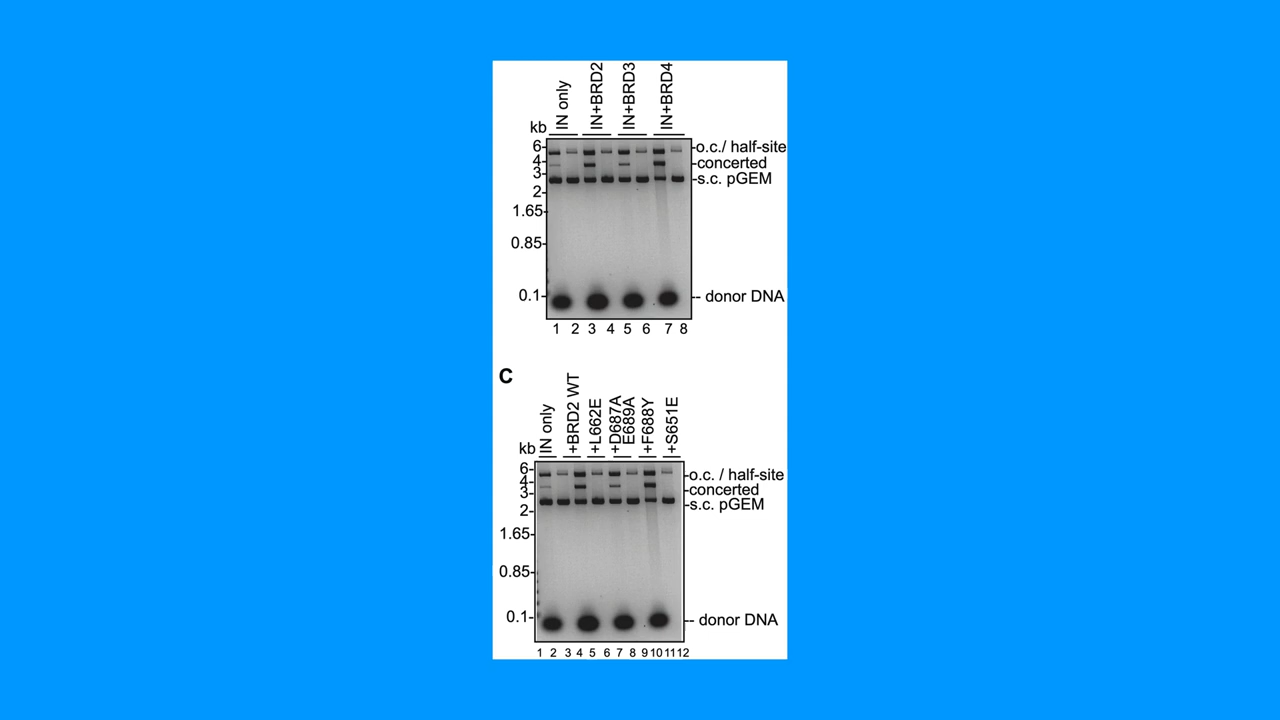 IN only
IN+BRD2
IN+BRD3
IN+BRD4
kb
6-
4-
3-
2-
1.65-
0.85-
0.1-
-o.c./ half-site
-concerted
-s.c. pGEM
-- donor DNA
1 2 3 4 5 6 7 8
C
IN only
+BRD2 WT
+L662E
+D687A
E689A
+F688Y
+S651E
kb
6-
4-
3-
2-
1.65-
0.85-
0.1-
-o.c. / half-site
-concerted
-s.c. pGEM
-- donor DNA
1 2 3 4 5 6 7 8 9 10 11 12